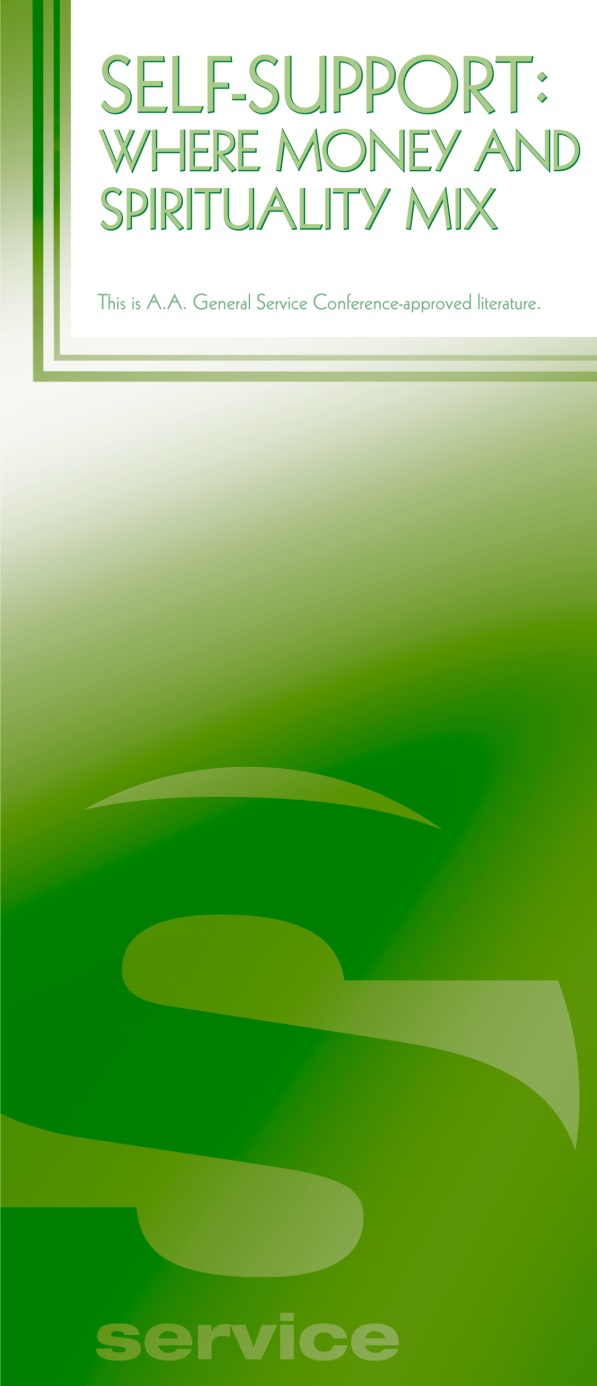 SELF-SUPPORT:
WHERE MONEY AND
SPIRITUALITY MIX
This is A.A. General Service Conference-approved literature.
S
service